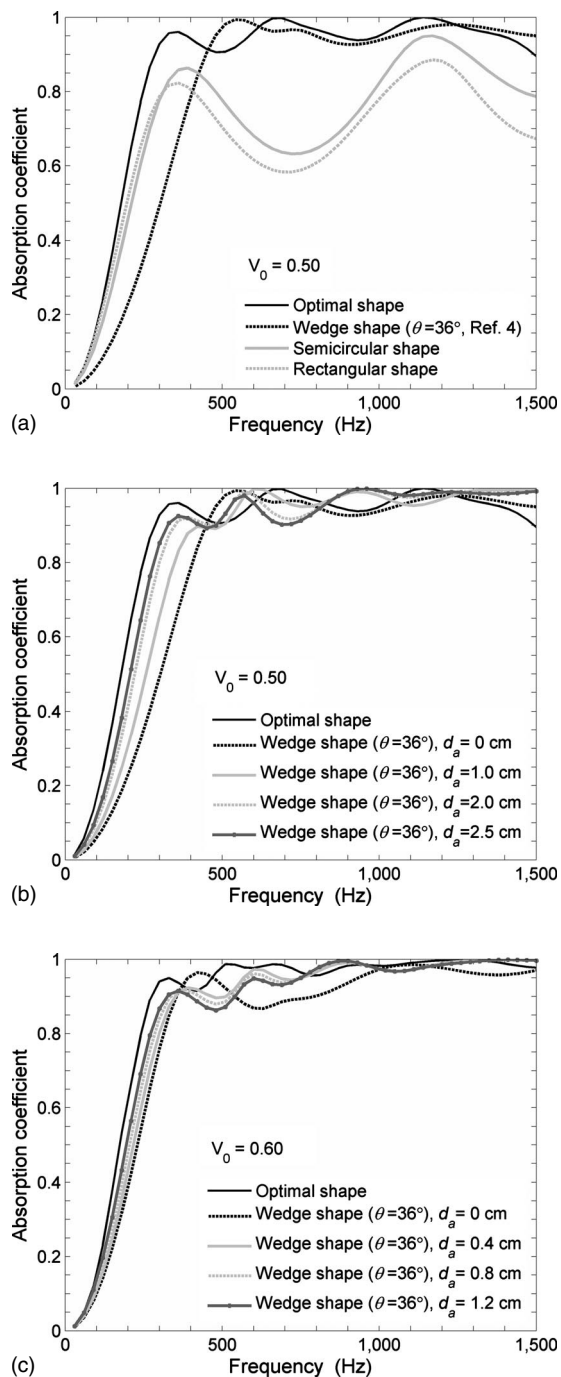 1
0.8
0.6
0.4
0.2
0
Absorption coefficient
V0 = 0.50
Optimal shape
Wedge shape (θ=36°, Ref. 4)
Semicircular shape
Rectangular shape
0 500 1,000 1,500
Frequency (Hz)
(a)
1
0.8
0.6
0.4
0.2
0
Absorption coefficient
V0 = 0.50
Optimal shape
Wedge shape (θ=36°), da= 0 cm
Wedge shape (θ=36°), da=1.0 cm
Wedge shape (θ=36°), da=2.0 cm
Wedge shape (θ=36°), da=2.5 cm
0 500 1,000 1,500
Frequency (Hz)
(b)
1
0.8
0.6
0.4
0.2
0
Absorption coefficient
V0 = 0.60
Optimal shape
Wedge shape (θ=36°), da= 0 cm
Wedge shape (θ=36°), da= 0.4 cm
Wedge shape (θ=36°), da= 0.8 cm
Wedge shape (θ=36°), da= 1.2 cm
0 500 1,000 1,500
Frequency (Hz)
(c)